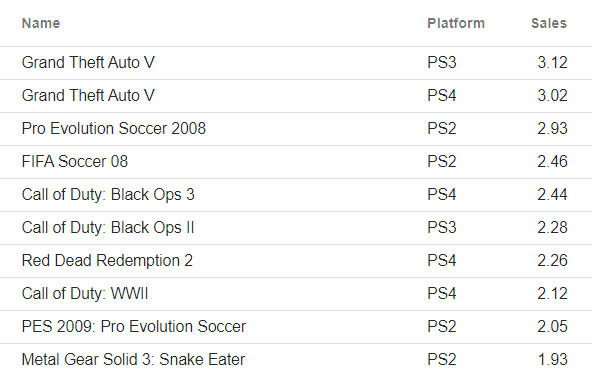 Name Platform Sales
Grand Theft Auto V PS3 3.12
Grand Theft Auto V PS4 3.02
Pro Evolution Soccer 2008 PS2 2.93
FIFA Soccer 08 PS2 2.46
Call of Duty: Black Ops 3 PS4 2.44
Call of Duty: Black Ops II PS3 2.28
Red Dead Redemption 2 PS4 2.26
Call of Duty: WWII PS4 2.12
PES 2009: Pro Evolution Soccer PS2 2.05
Metal Gear Solid 3: Snake Eater PS2 1.93